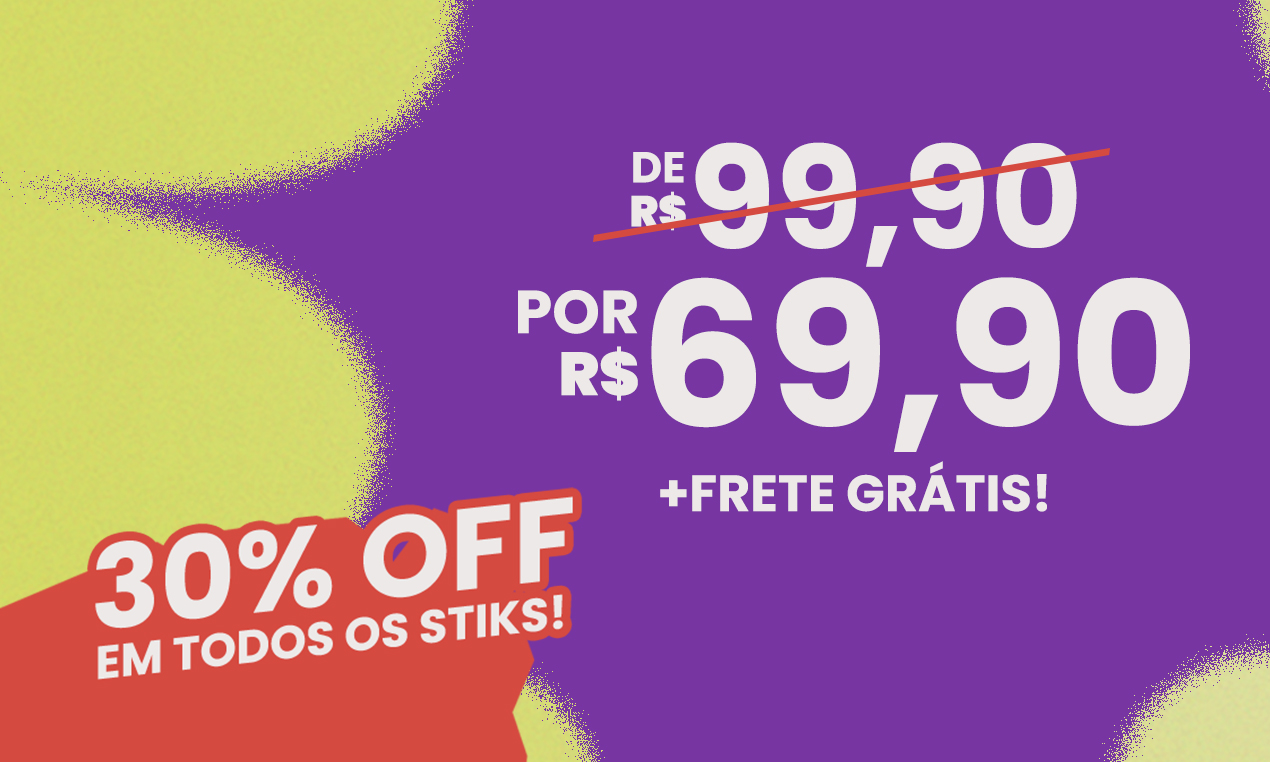 DE
R$ 99,90
POR
R$ 69,90
+FRETE GRÁTIS!
30% OFF
EM TODOS OS STIKS!